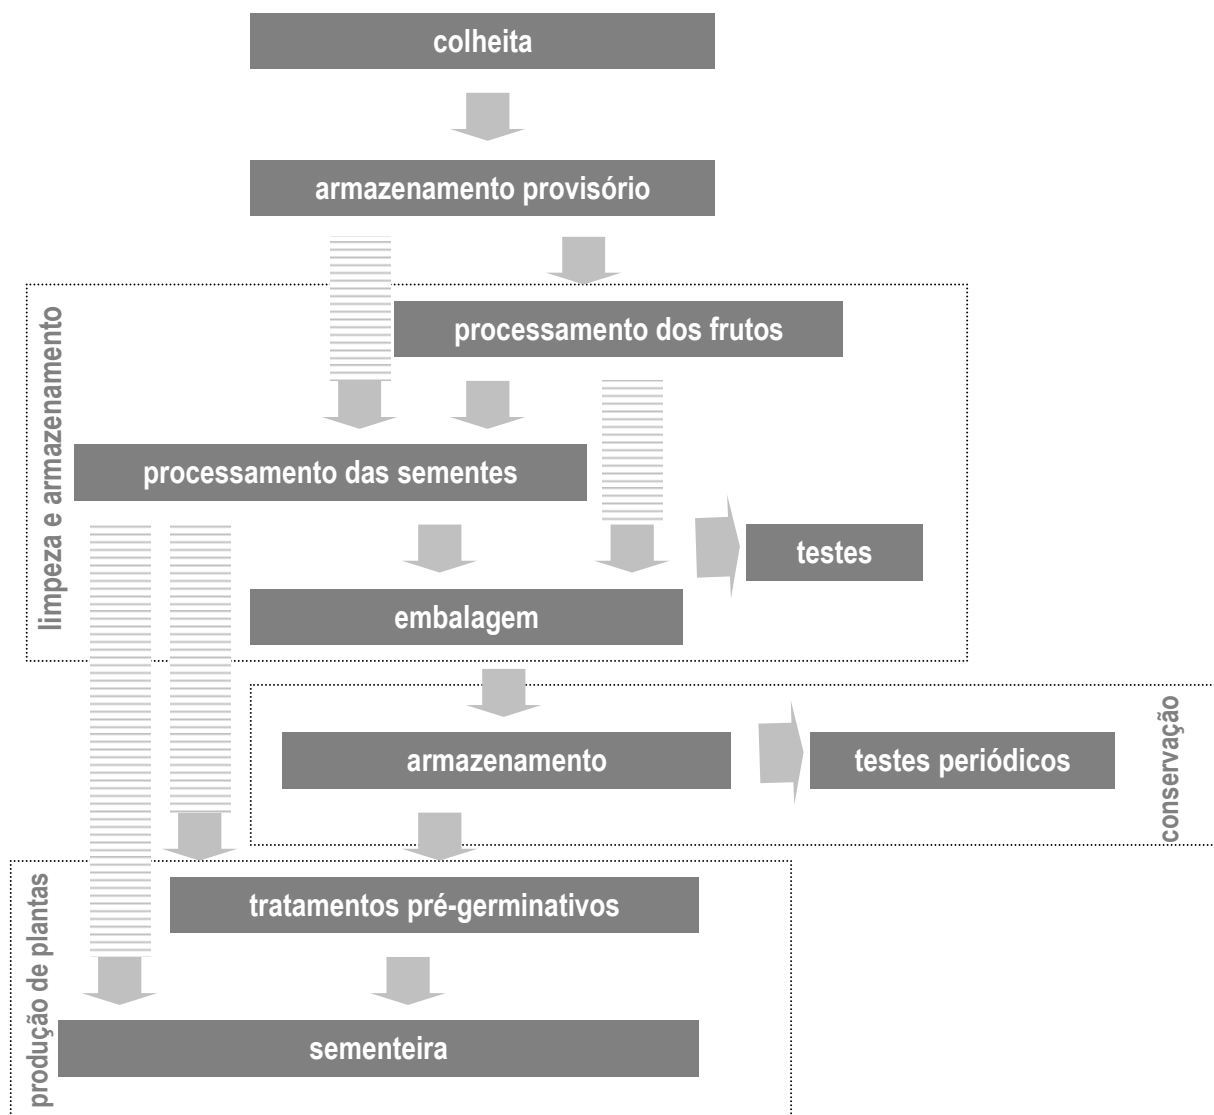 colheita
armazenamento provisório
limpeza e armazenamento
processamento dos frutos
processamento das sementes
testes
embalagem
conservação
armazenamento
testes periódicos
produção de plantas
tratamentos pré-germinativos
sementeira